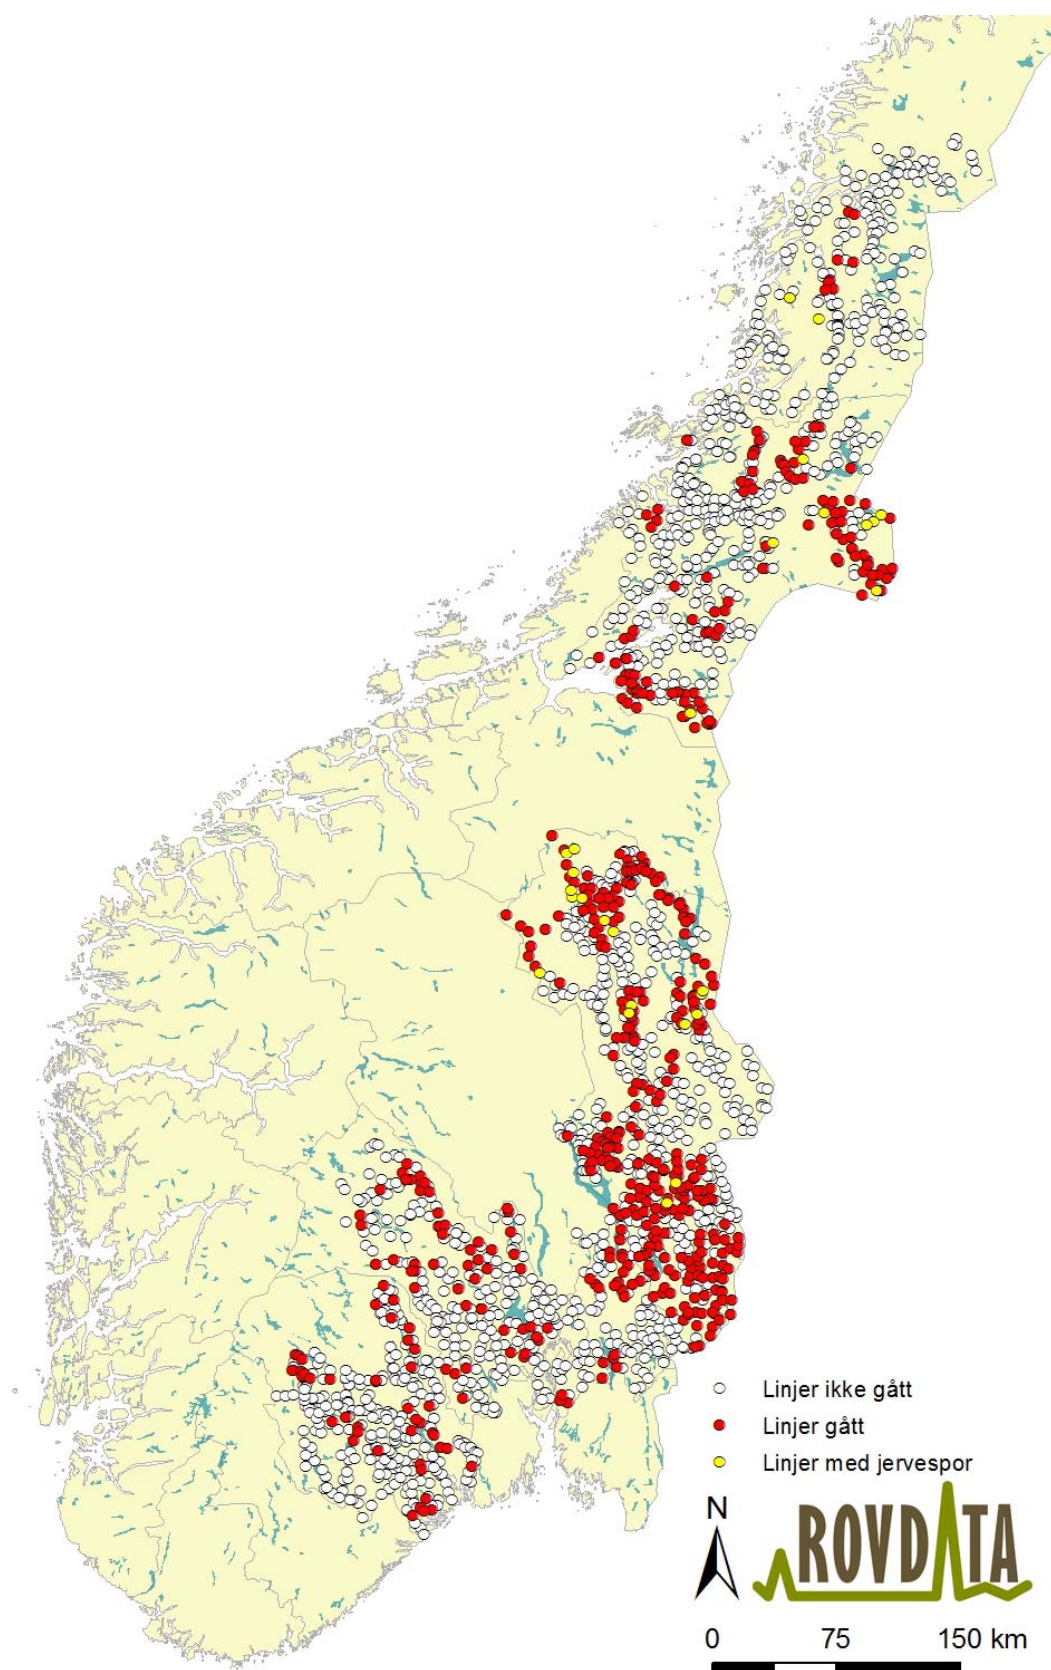 Linjer ikke gått
Linjer gått
Linjer med jervespor
N
ROVDATA
0 75 150 km